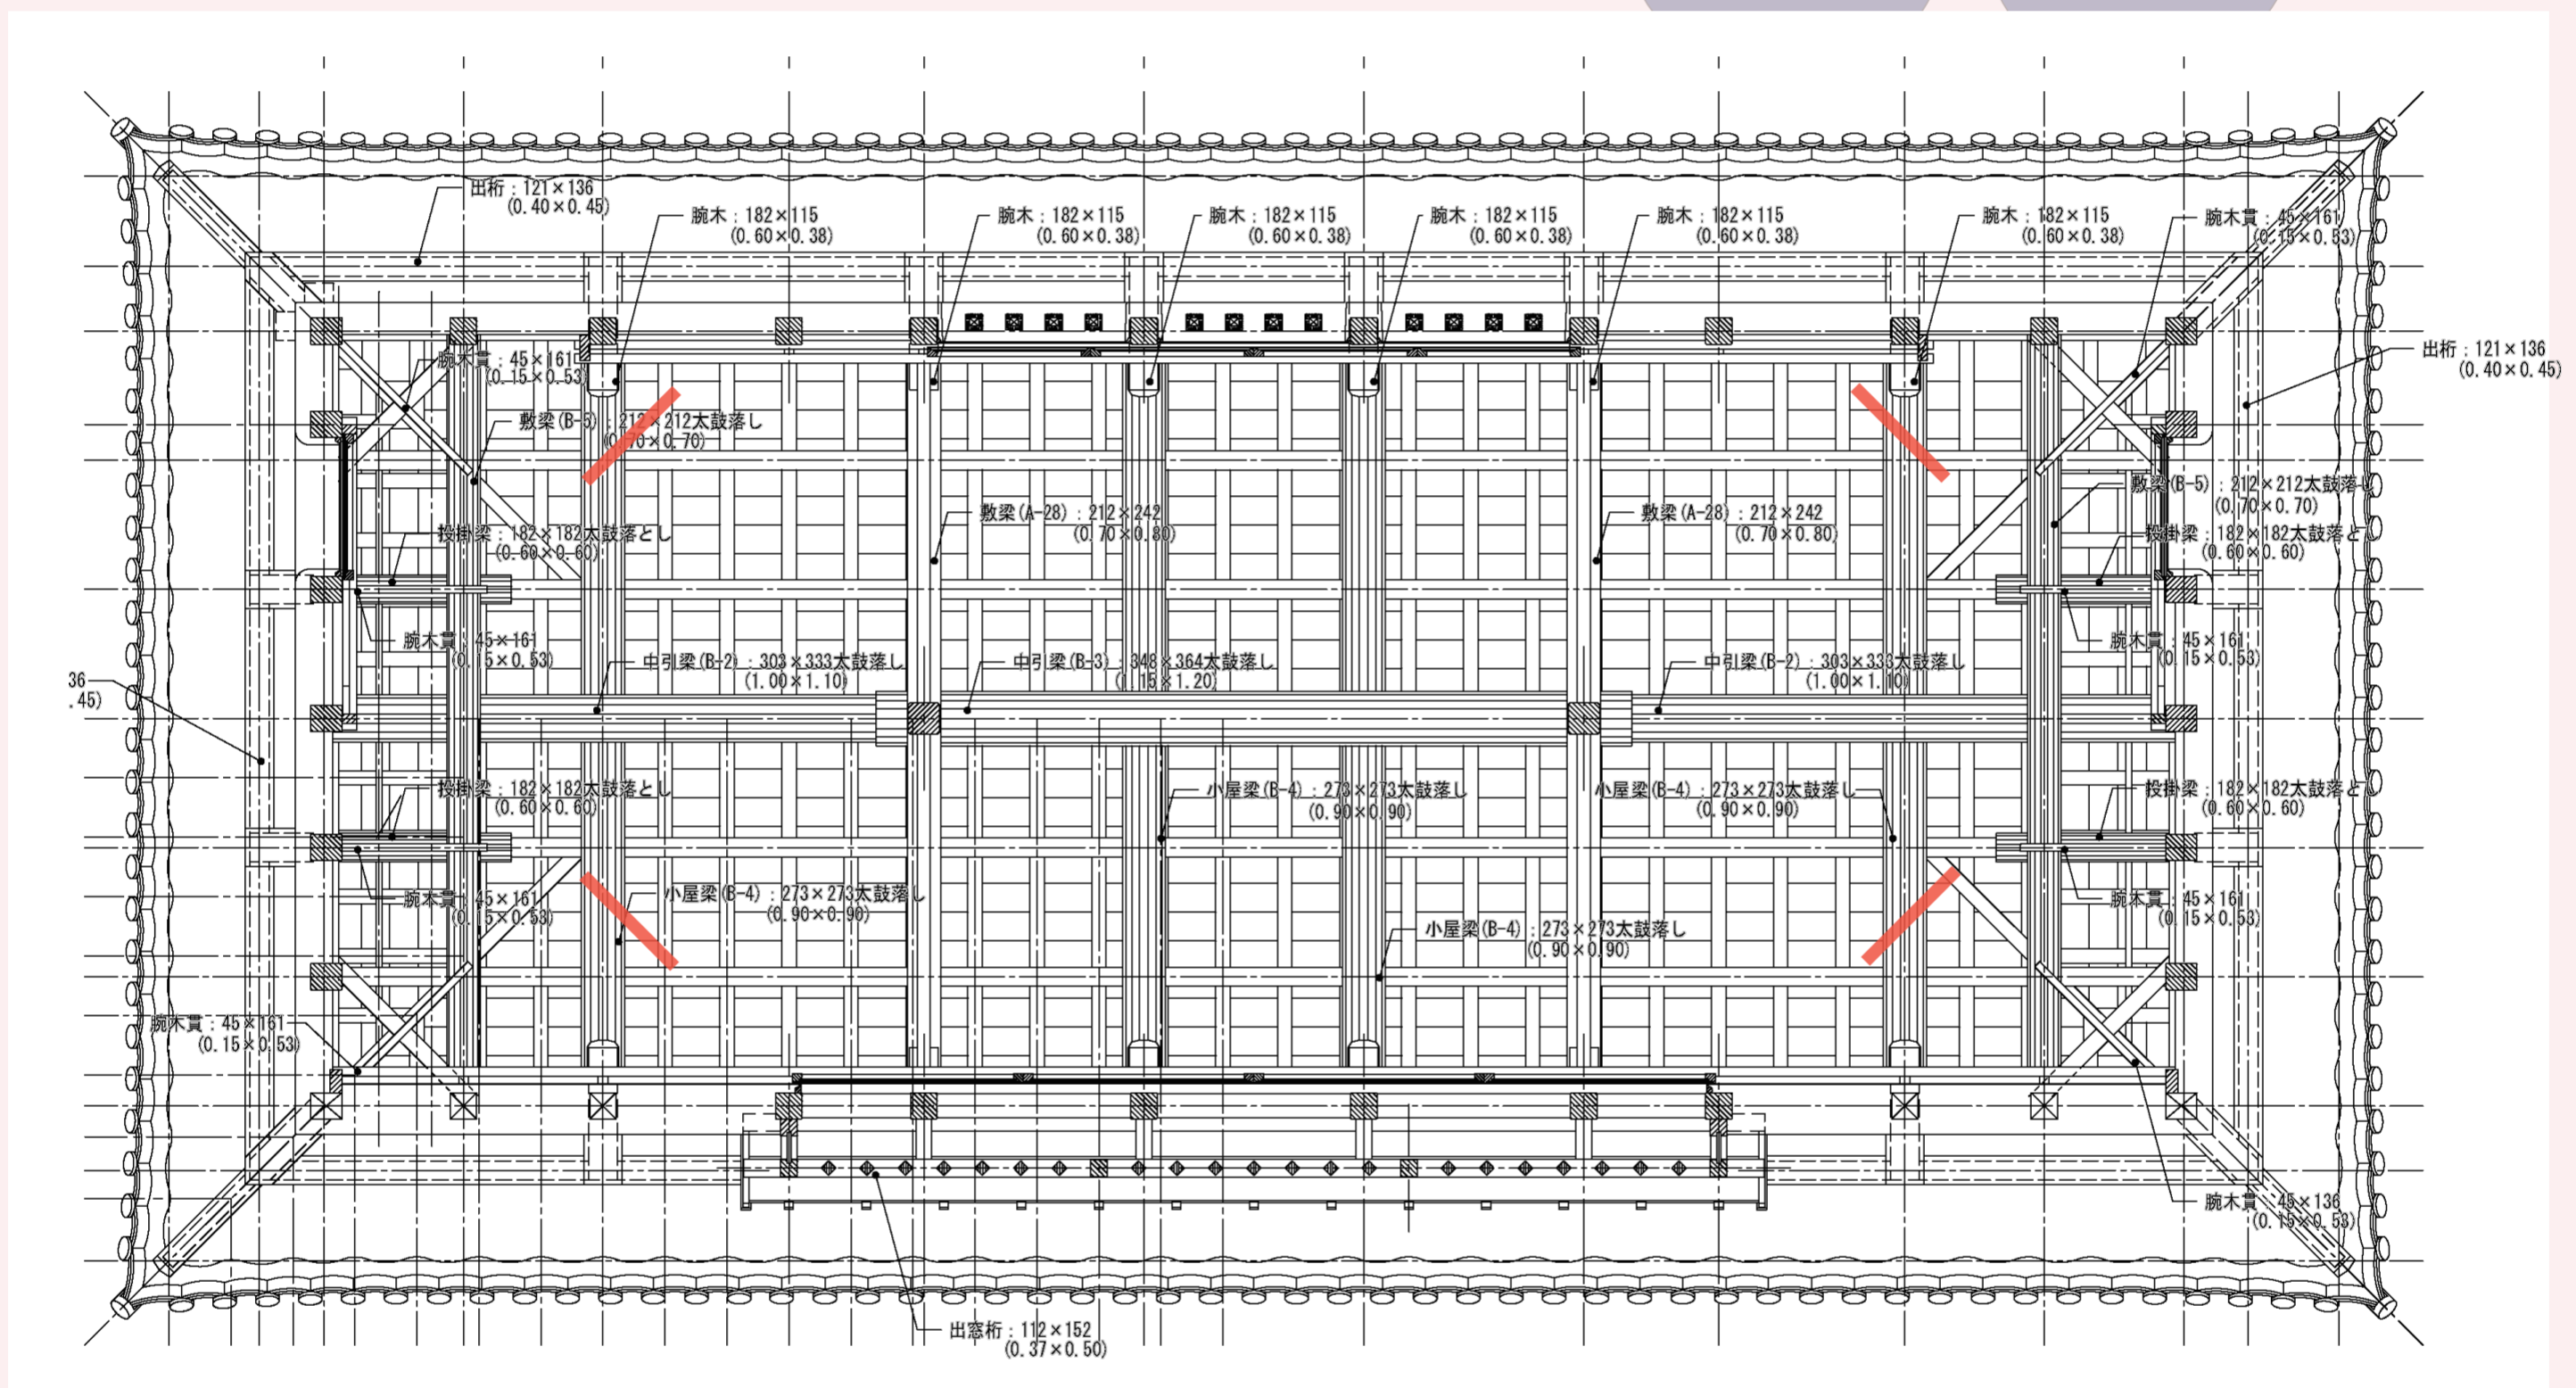 出桁：121×136
(0.40×0.45)
腕木：182×115
(0.60×0.38)
腕木：182×115
(0.60×0.38)
腕木：182×115
(0.60×0.38)
腕木：182×115
(0.60×0.38)
腕木：182×115
(0.60×0.38)
腕木：182×115
(0.60×0.38)
腕木貫：45×161
(0.15×0.53)
腕木貫：45×161
(0.15×0.53)
出桁：121×136
(0.40×0.45)
敷梁(B-5)：212×212太鼓落し
(0.70×0.70)
敷梁(A-28)：212×242
(0.70×0.80)
敷梁(A-28)：212×242
(0.70×0.80)
敷梁(B-5)：212×212太鼓落し
(0.70×0.70)
投掛梁：182×182太鼓落とし
(0.60×0.60)
投掛梁：182×182太鼓落と
(0.60×0.60)
腕木貫：45×161
(0.15×0.53)
腕木貫：45×161
(0.15×0.53)
36
.45)
中引梁(B-2)：303×333太鼓落し
(1.00×1.10)
中引梁(B-3)：348×364太鼓落し
(1.15×1.20)
中引梁(B-2)：303×333太鼓落し
(1.00×1.10)
投掛梁：182×182太鼓落とし
(0.60×0.60)
小屋梁(B-4)：273×273太鼓落し
(0.90×0.90)
小屋梁(B-4)：273×273太鼓落し
(0.90×0.90)
投掛梁：182×182太鼓落と
(0.60×0.60)
腕木貫：45×161
(0.15×0.53)
小屋梁(B-4)：273×273太鼓落し
(0.90×0.90)
腕木貫：45×161
(0.15×0.53)
小屋梁(B-4)：273×273太鼓落し
(0.90×0.90)
腕木貫：45×161
(0.15×0.53)
腕木貫：45×136
(0.15×0.53)
出窓桁：112×152
(0.37×0.50)